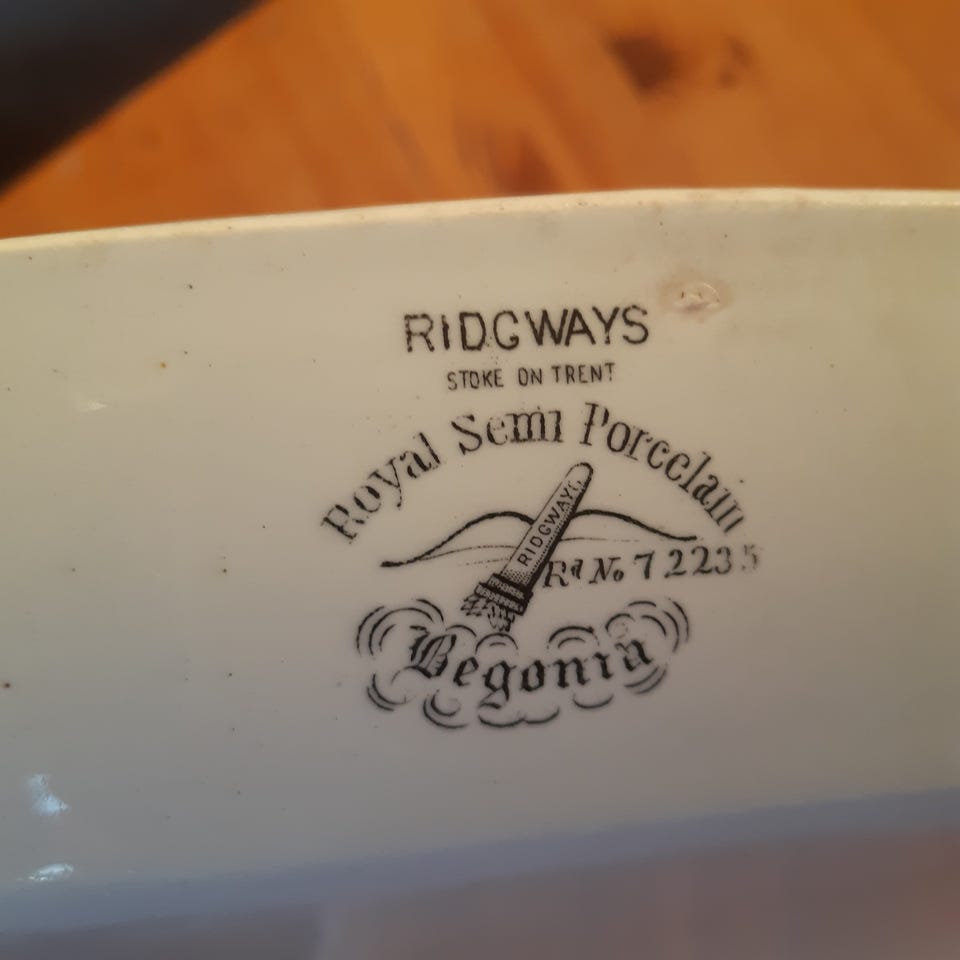 RIDGWAYS
STOKE ON TRENT
Royal Semi Porcelain
RIDGWAYS
Rd No 72235
Begonia